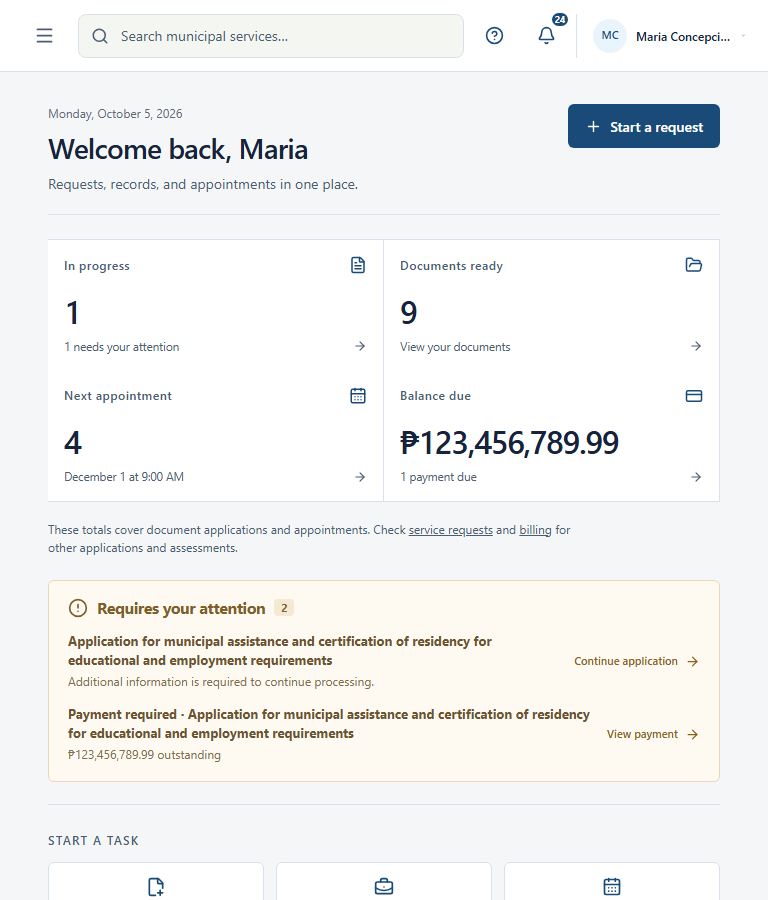 Search municipal services...
24
MC
Maria Concepci...
Monday, October 5, 2026
Welcome back, Maria
Requests, records, and appointments in one place.
Start a request
In progress
1
1 needs your attention
Documents ready
9
View your documents
Next appointment
4
December 1 at 9:00 AM
Balance due
₱123,456,789.99
1 payment due
These totals cover document applications and appointments. Check service requests and billing for
other applications and assessments.
Requires your attention 2
Application for municipal assistance and certification of residency for
educational and employment requirements
Additional information is required to continue processing.
Continue application
Payment required · Application for municipal assistance and certification of residency
for educational and employment requirements
₱123,456,789.99 outstanding
View payment
START A TASK